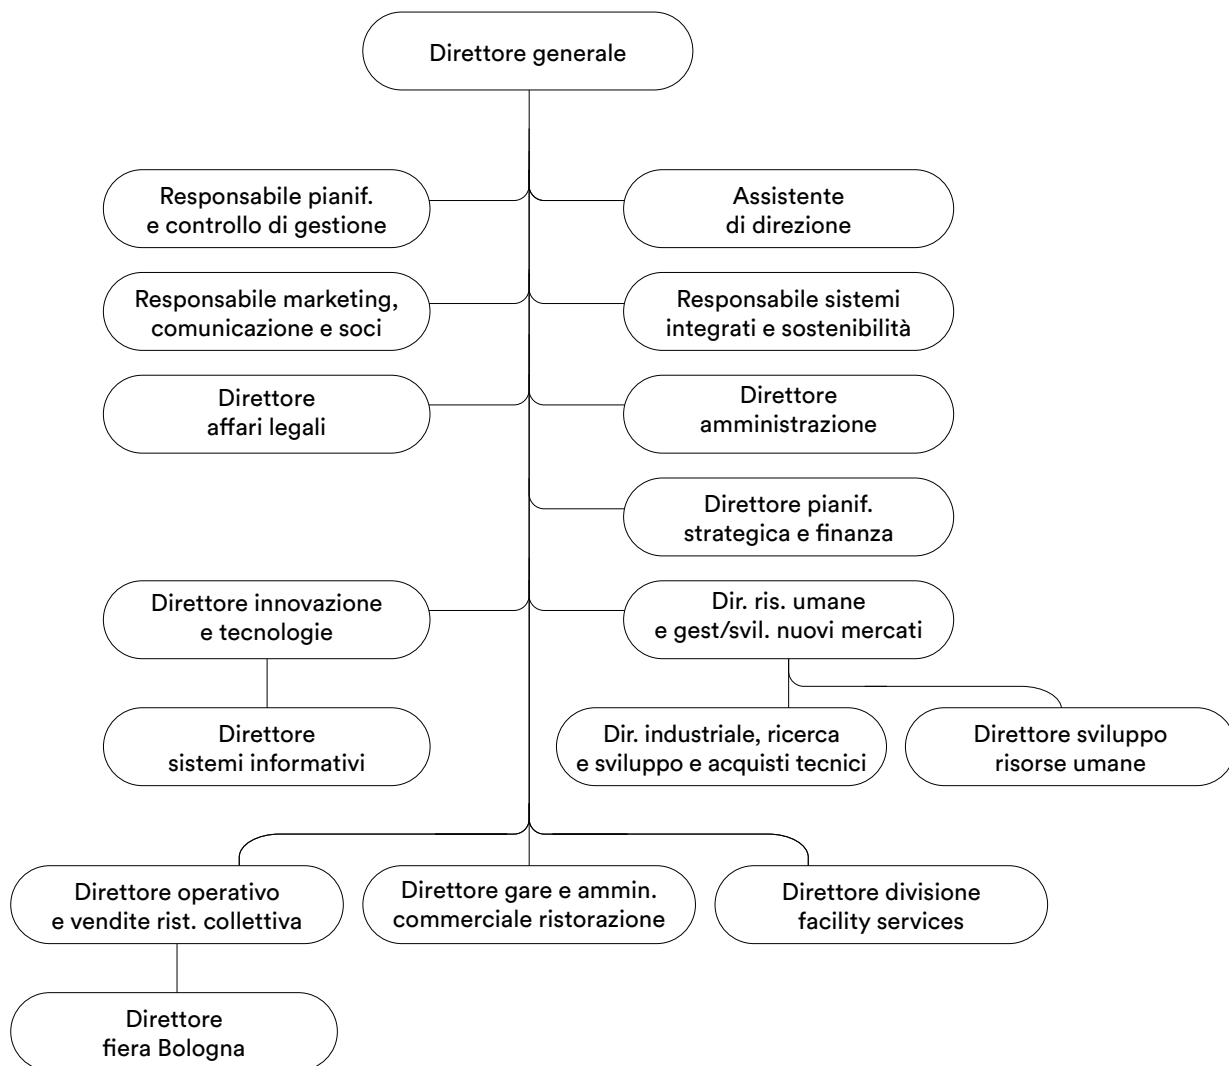 Direttore generale
Responsabile pianif.
e controllo di gestione
Assistente
di direzione
Responsabile marketing,
comunicazione e soci
Responsabile sistemi
integrati e sostenibilità
Direttore
affari legali
Direttore
amministrazione
Direttore pianif.
strategica e finanza
Direttore innovazione
e tecnologie
Dir. ris. umane
e gest/svil. nuovi mercati
Direttore
sistemi informativi
Dir. industriale, ricerca
e sviluppo e acquisti tecnici
Direttore sviluppo
risorse umane
Direttore operativo
e vendite rist. collettiva
Direttore gare e ammin.
commerciale ristorazione
Direttore divisione
facility services
Direttore
fiera Bologna